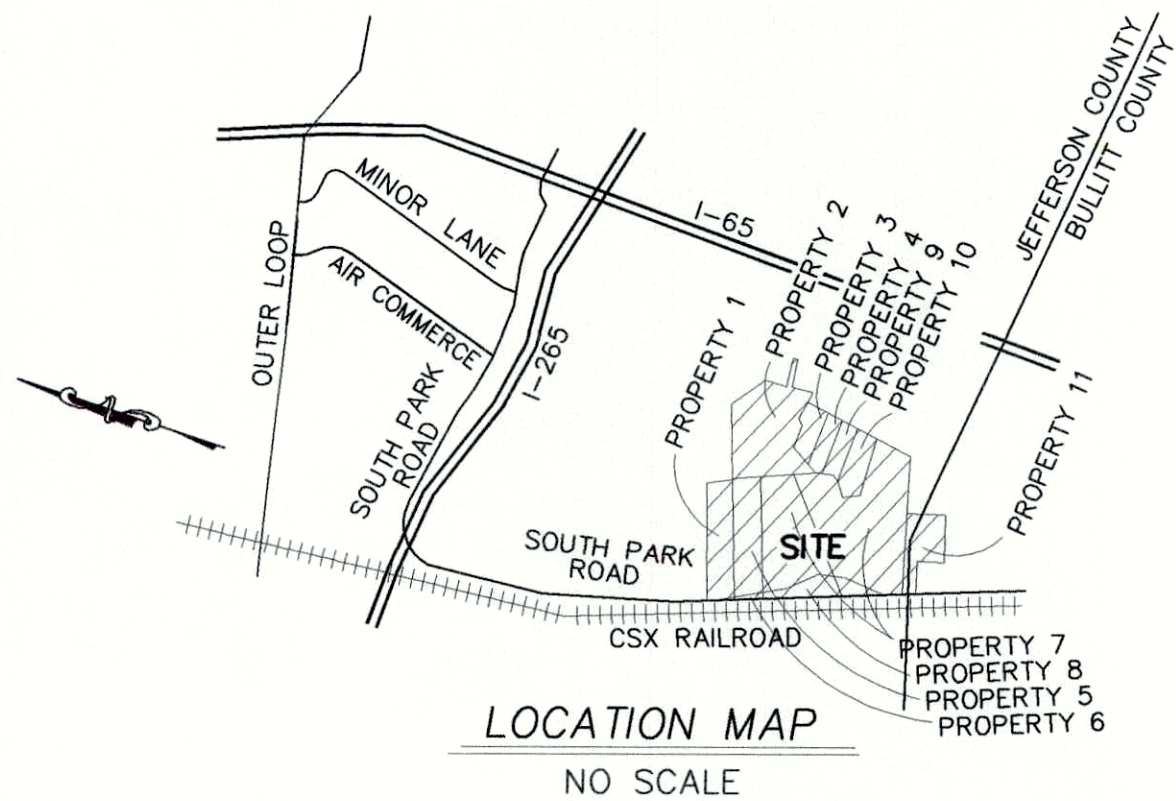 JEFFERSON COUNTY
BULLITT COUNTY
MINOR LANE
I-65
OUTER LOOP
AIR COMMERCE
SOUTH PARK
ROAD
I-265
PROPERTY 1
PROPERTY 2
PROPERTY 3
PROPERTY 4
PROPERTY 9
PROPERTY 10
PROPERTY 11
SOUTH PARK
ROAD
SITE
CSX RAILROAD
PROPERTY 7
PROPERTY 8
PROPERTY 5
PROPERTY 6
LOCATION MAP
NO SCALE